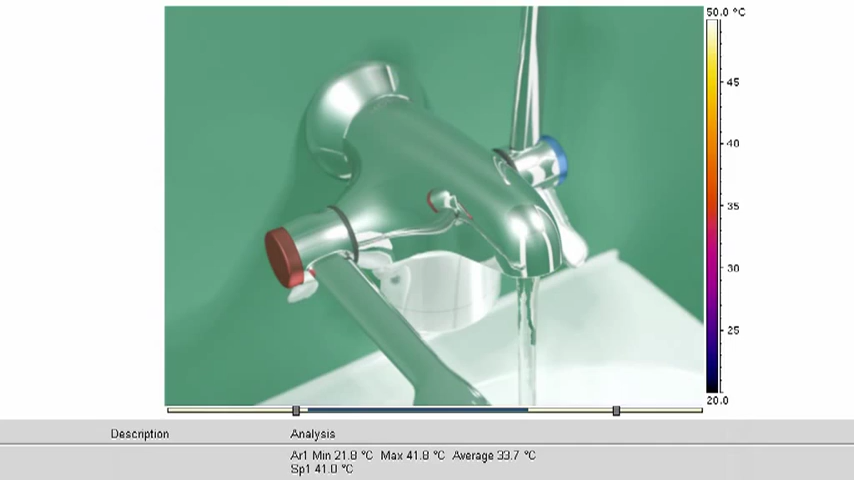 50.0 °C
45
40
35
30
25
20.0
Description Analysis
Ar1 Min 21.8 °C Max 41.8 °C Average 33.7 °C
Sp1 41.0 °C